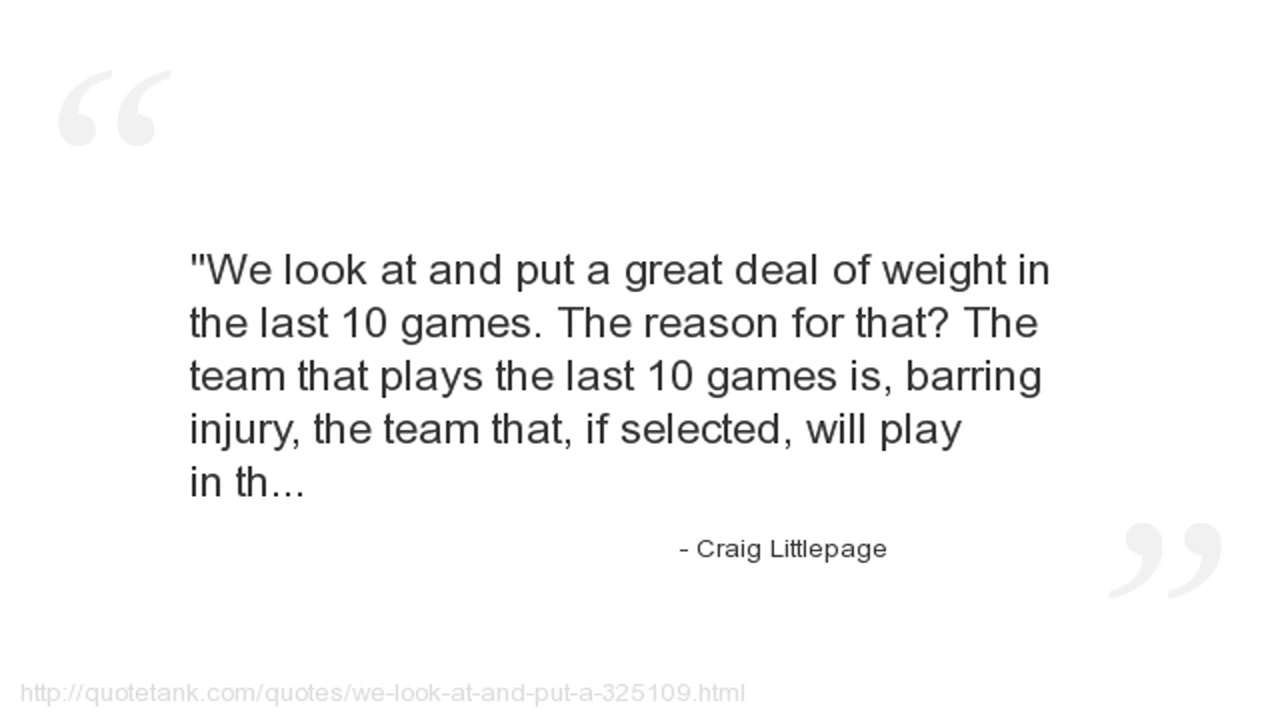 "We look at and put a great deal of weight in
the last 10 games. The reason for that? The
team that plays the last 10 games is, barring
injury, the team that, if selected, will play
in th...
- Craig Littlepage
http://quotetank.com/quotes/we-look-at-and-put-a-325109.html